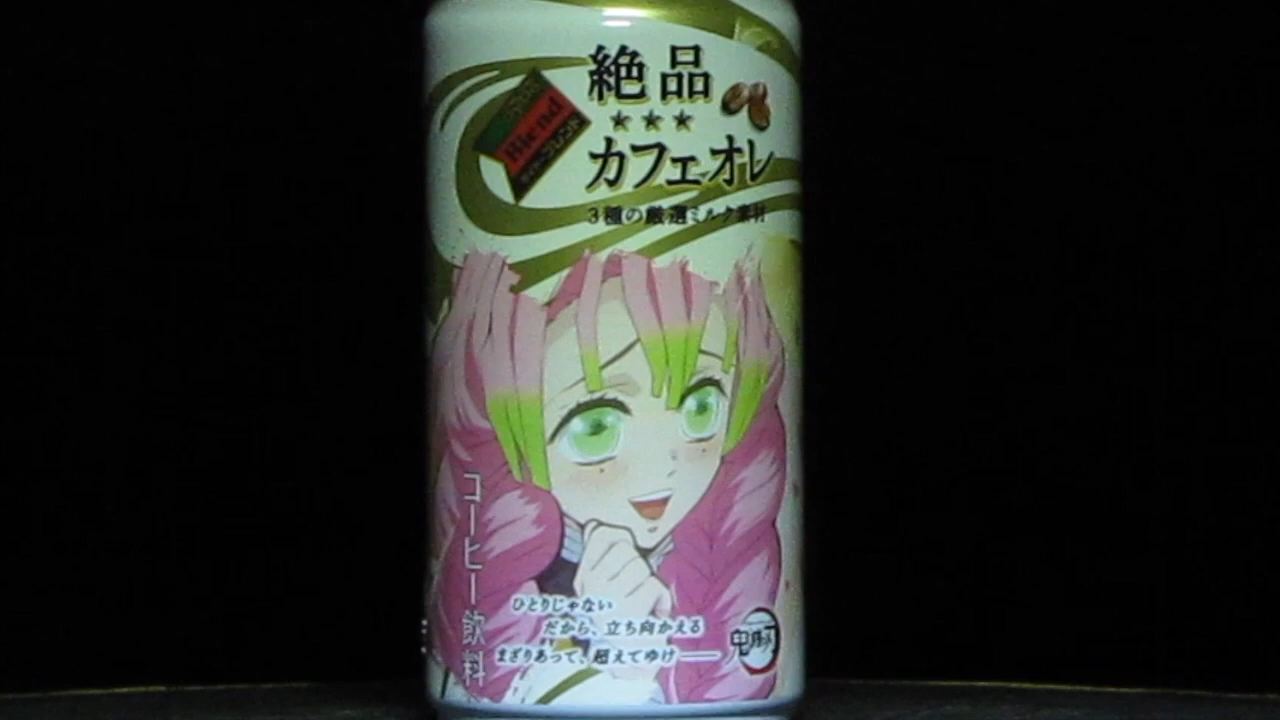 絶品
Blend
カフェオレ
3種の厳選ミルク素材
コーヒー飲料
ひとりじゃない
だから、立ち向かえる
まざりあって、超えてゆけ——